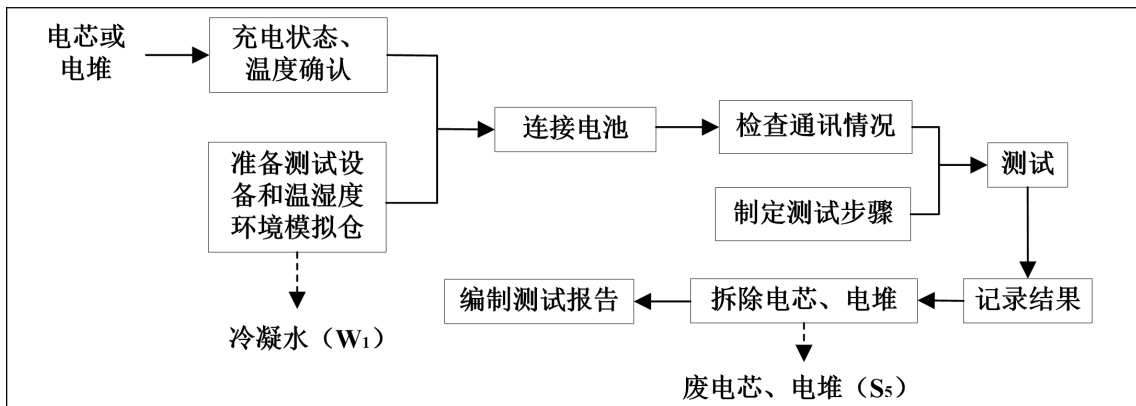 电芯或
电堆
充电状态、
温度确认
准备测试设
备和温湿度
环境模拟仓
冷凝水（W₁）
连接电池
检查通讯情况
制定测试步骤
测试
记录结果
拆除电芯、电堆
编制测试报告
废电芯、电堆（S₅）